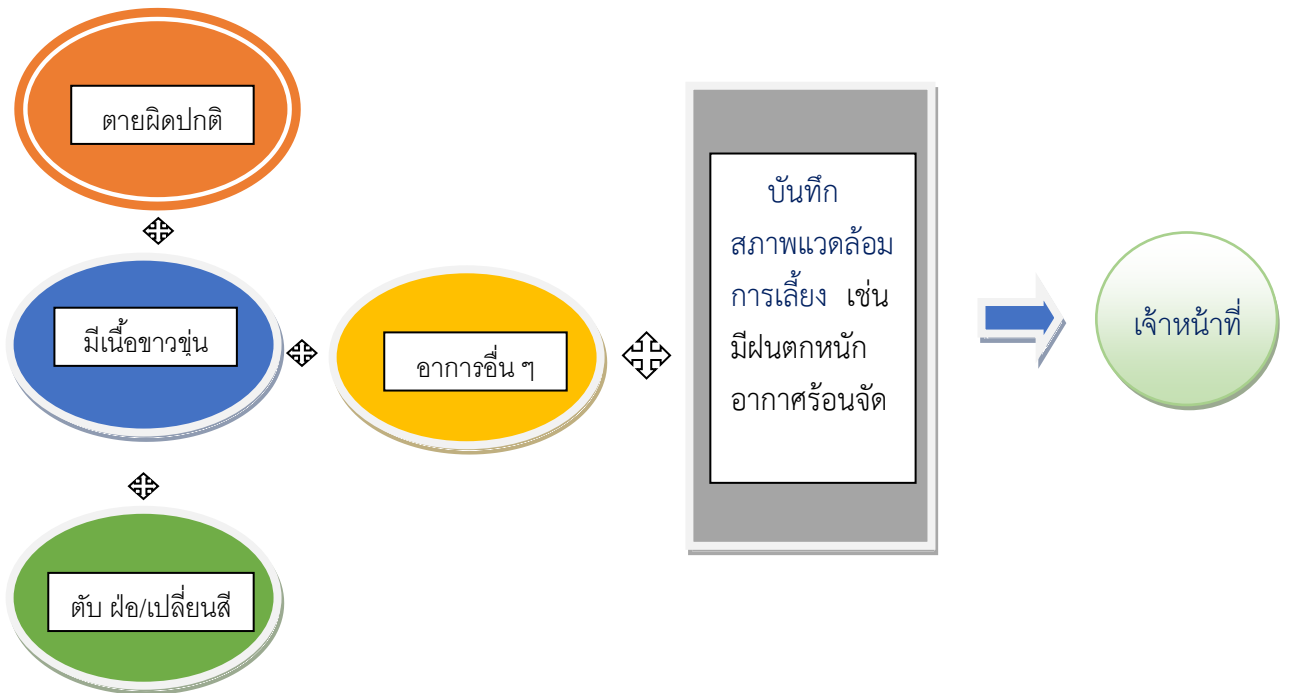 ตายผิดปกติ
มีเนื้อขาวขุ่น
ตับ ฝ่อ/เปลี่ยนสี
อาการอื่น ๆ
บันทึก
สภาพแวดล้อม
การเลี้ยง เช่น
มีฝนตกหนัก
อากาศร้อนจัด
เจ้าหน้าที่